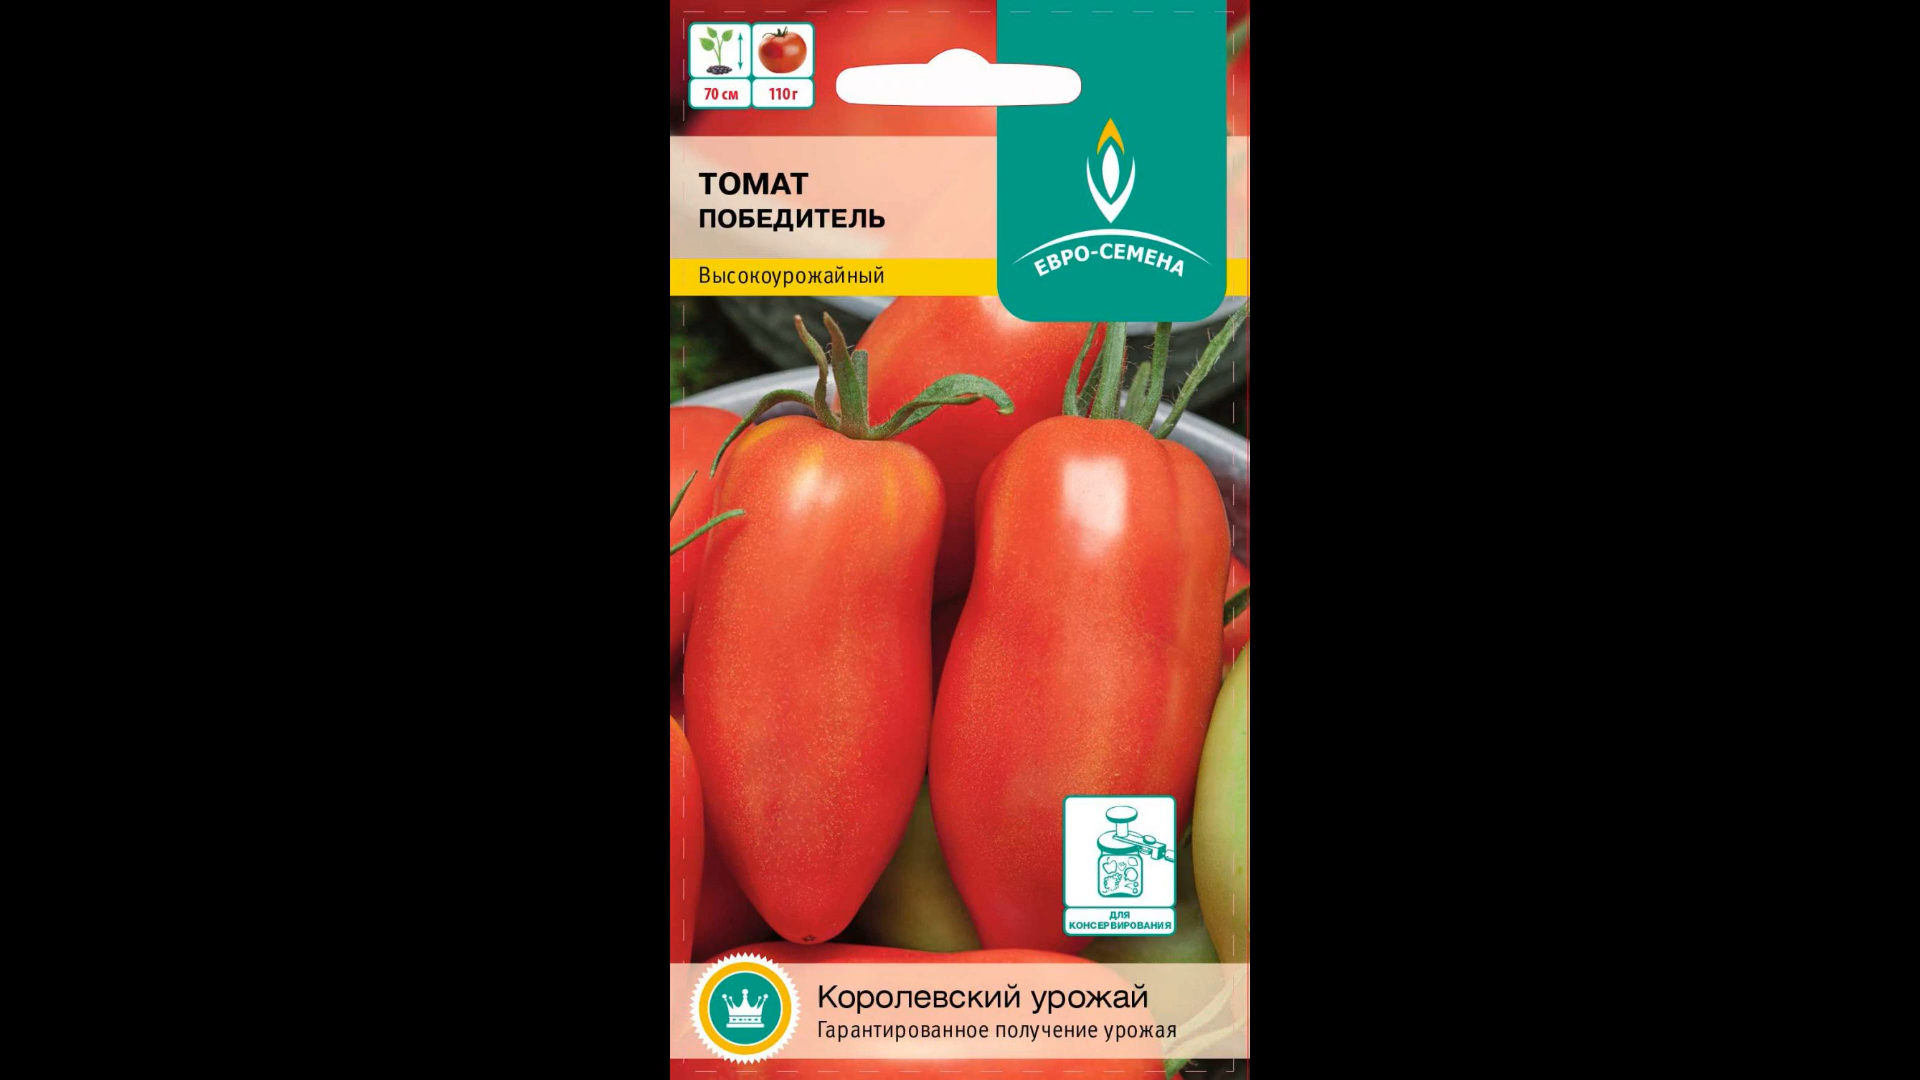 70 см
110 г
ТОМАТ
ПОБЕДИТЕЛЬ
Высокоурожайный
ЕВРО-СЕМЕНА
ДЛЯ
КОНСЕРВИРОВАНИЯ
Королевский урожай
Гарантированное получение урожая